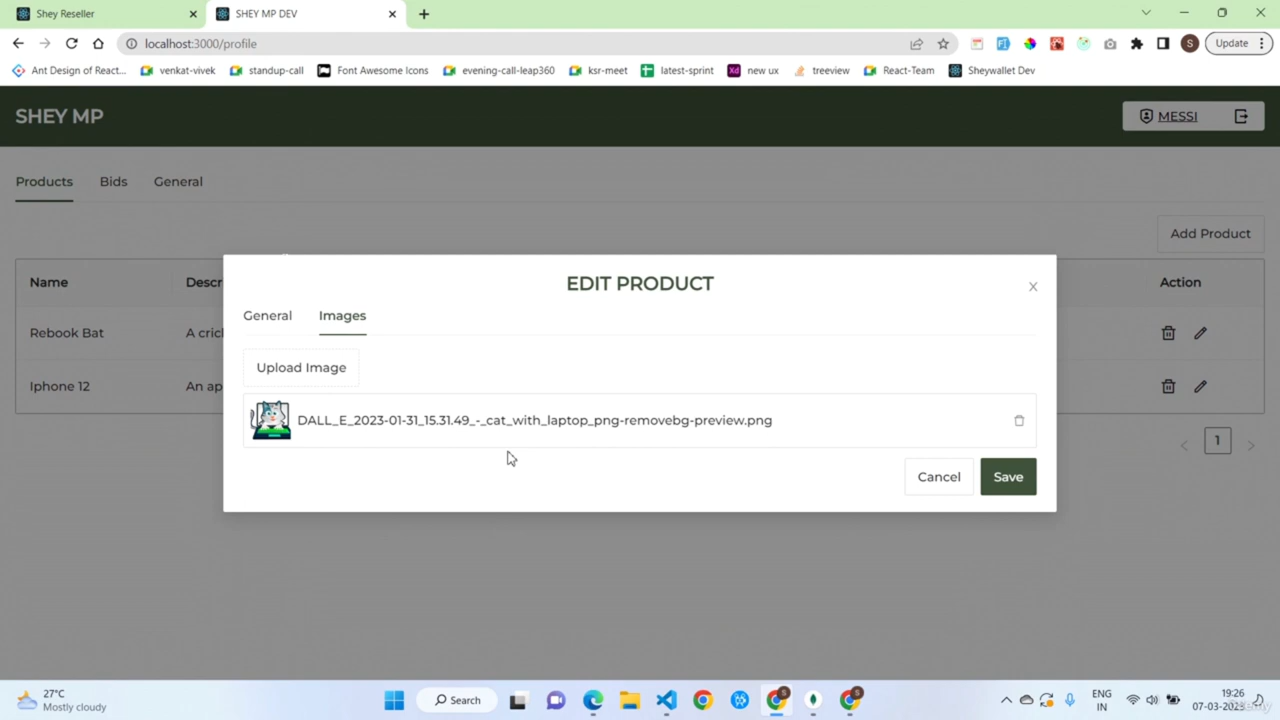 Shey Reseller
SHEY MP DEV
localhost:3000/profile
S
Update
Ant Design of React...
venkat-vivek
standup-call
Font Awesome Icons
evening-call-leap360
ksr-meet
latest-sprint
Xd new ux
treeview
React-Team
Sheywallet Dev
SHEY MP
MESSI
Products
Bids
General
Add Product
Name
Descr
Action
Rebook Bat
A cricl
Iphone 12
An ap
1
EDIT PRODUCT
General
Images
Upload Image
DALL_E_2023-01-31_15.31.49_-_cat_with_laptop_png-removebg-preview.png
Cancel
Save
27°C
Mostly cloudy
Search
ENG
IN
19:26
07-03-2023